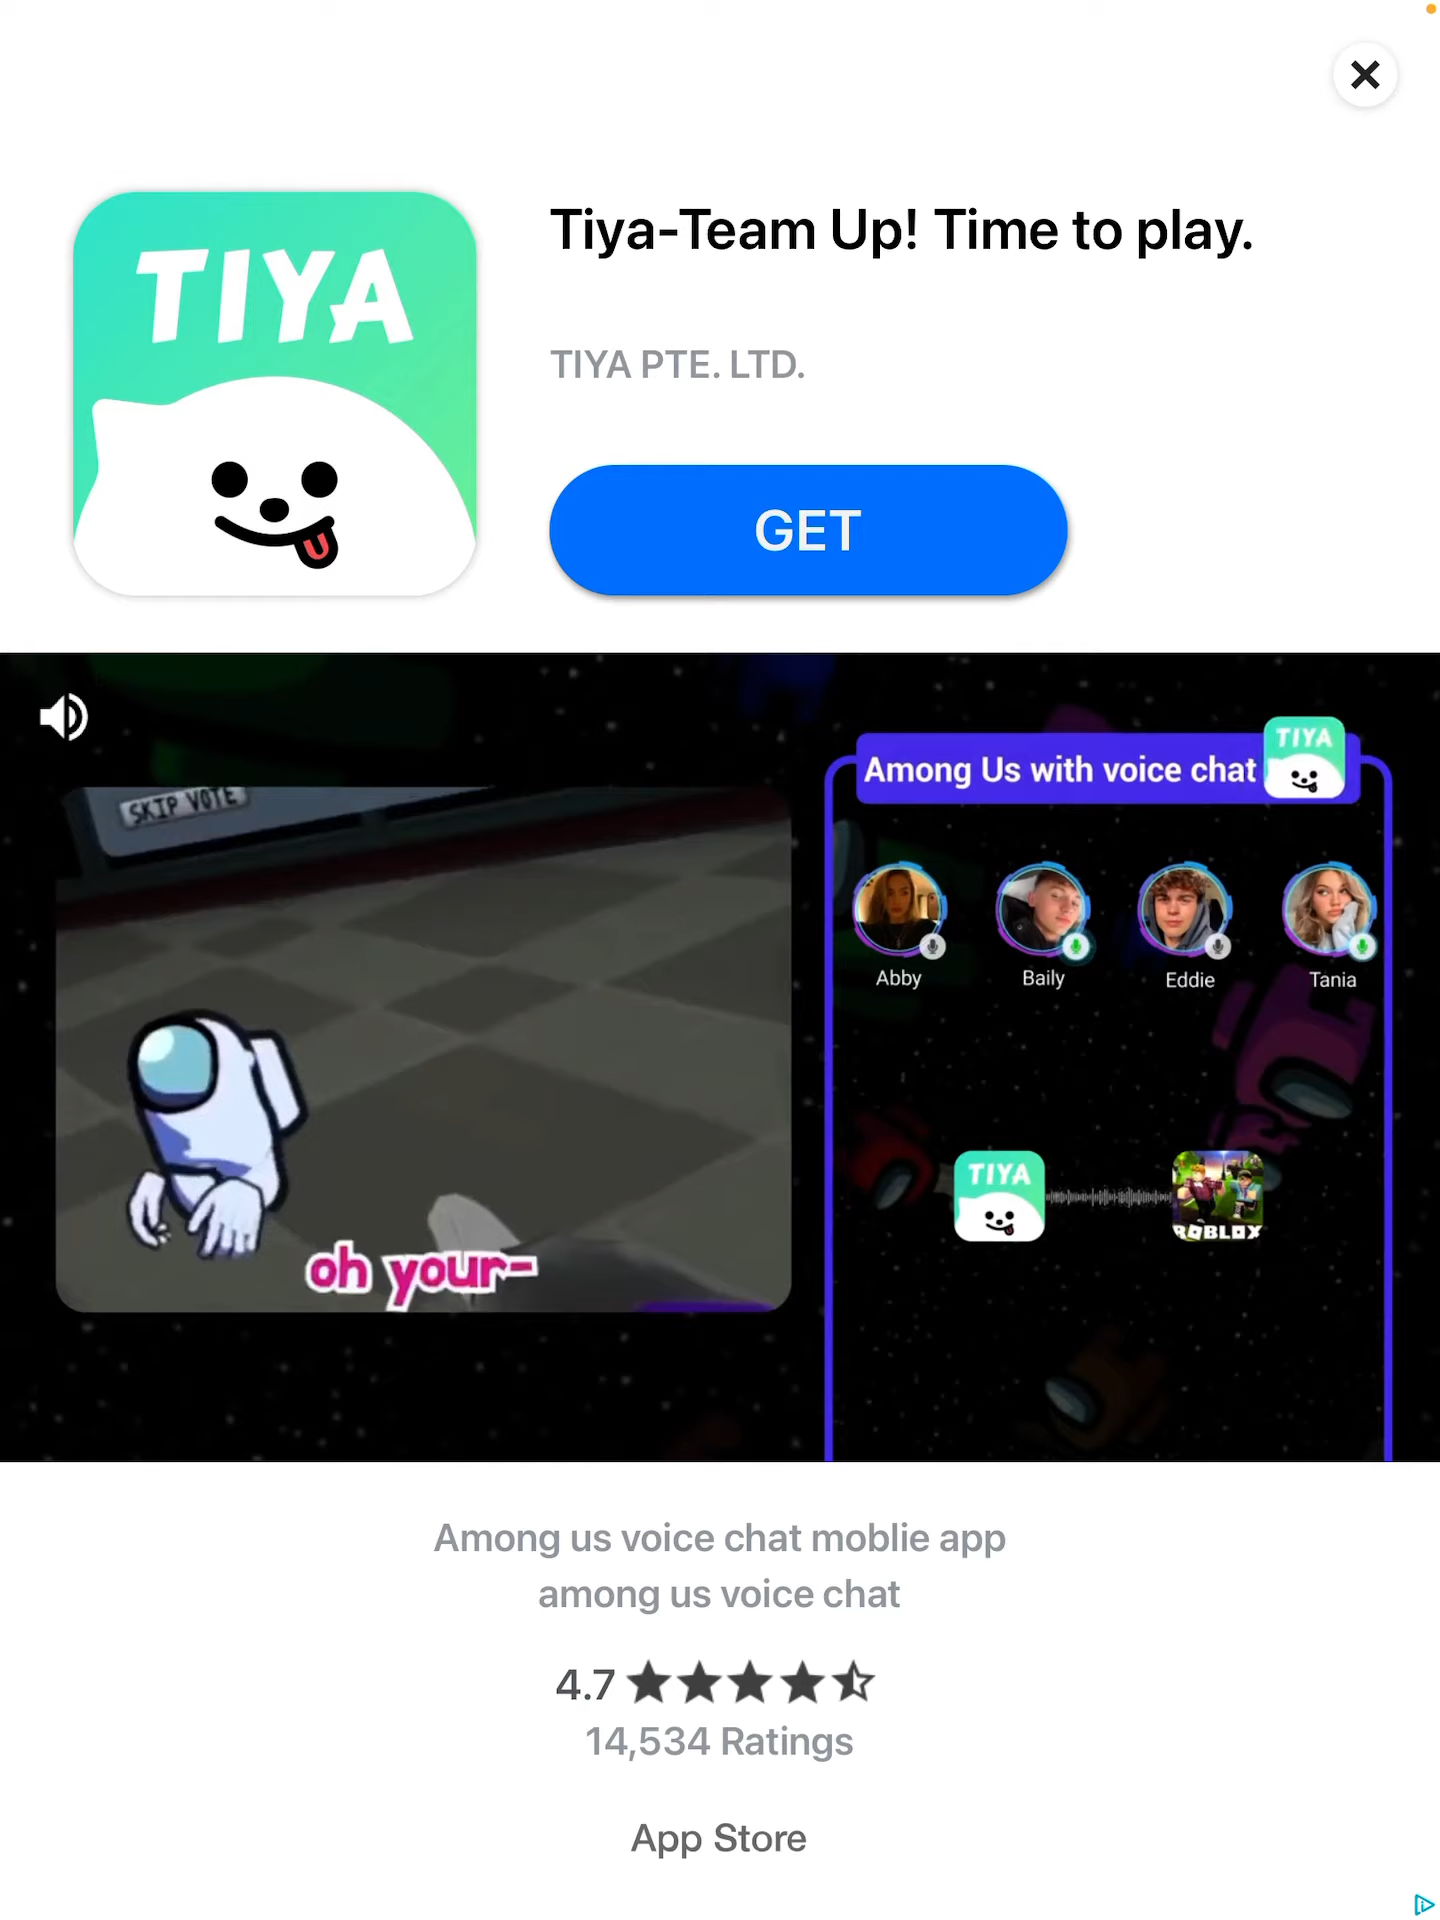 TIYA
Tiya-Team Up! Time to play.
TIYA PTE. LTD.
GET
SKIP VOTE
oh your-
Among Us with voice chat
TIYA
Abby
Baily
Eddie
Tania
TIYA
ROBLOX
Among us voice chat moblie app
among us voice chat
4.7
14,534 Ratings
App Store